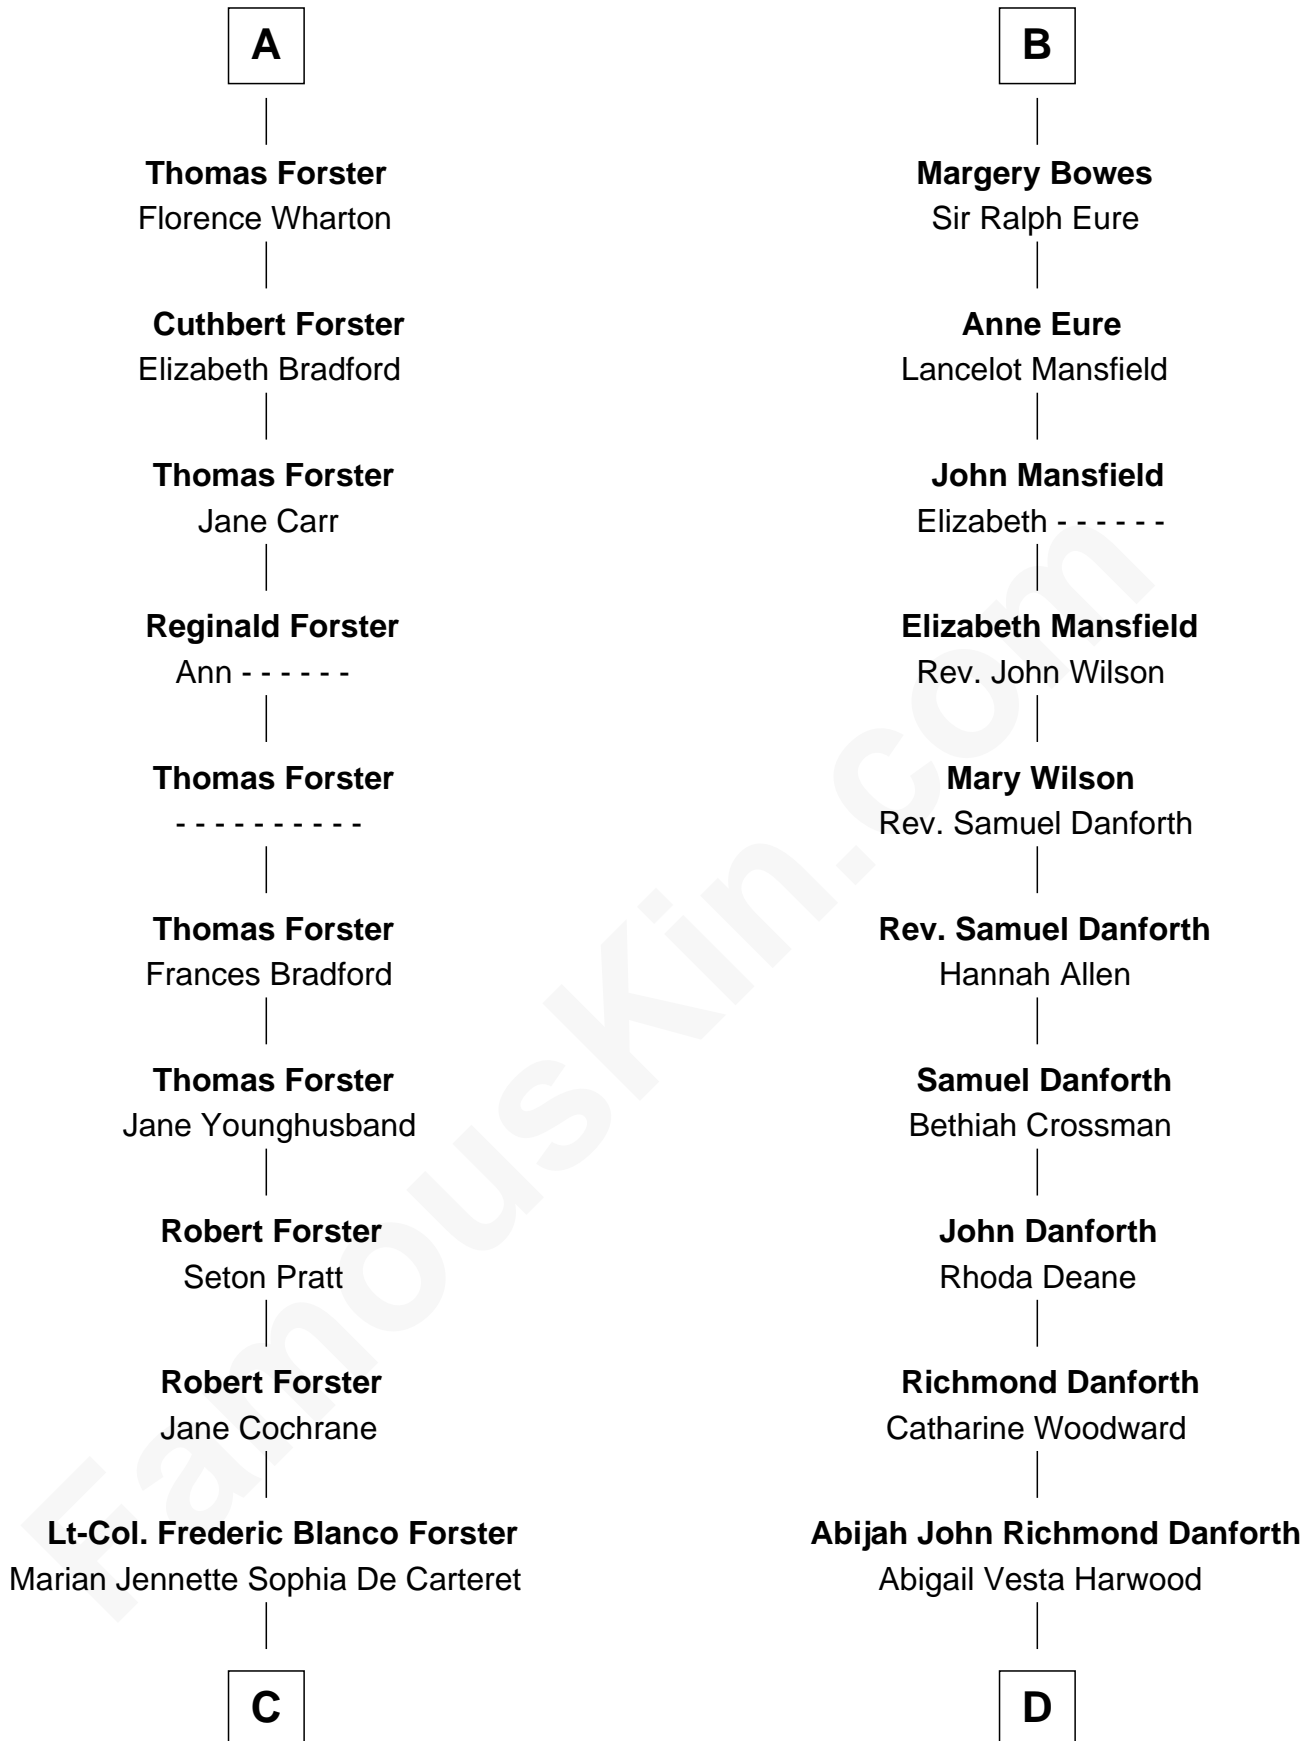 A
Thomas Forster
Florence Wharton
Cuthbert Forster
Elizabeth Bradford
Thomas Forster
Jane Carr
Reginald Forster
Ann - - - - - -
Thomas Forster
- - - - - - - - - -
Thomas Forster
Frances Bradford
Thomas Forster
Jane Younghusband
Robert Forster
Seton Pratt
Robert Forster
Jane Cochrane
Lt-Col. Frederic Blanco Forster
Marian Jennette Sophia De Carteret
C
B
Margery Bowes
Sir Ralph Eure
Anne Eure
Lancelot Mansfield
John Mansfield
Elizabeth - - - - - -
Elizabeth Mansfield
Rev. John Wilson
Mary Wilson
Rev. Samuel Danforth
Rev. Samuel Danforth
Hannah Allen
Samuel Danforth
Bethiah Crossman
John Danforth
Rhoda Deane
Richmond Danforth
Catharine Woodward
Abijah John Richmond Danforth
Abigail Vesta Harwood
D
FamousKin.com